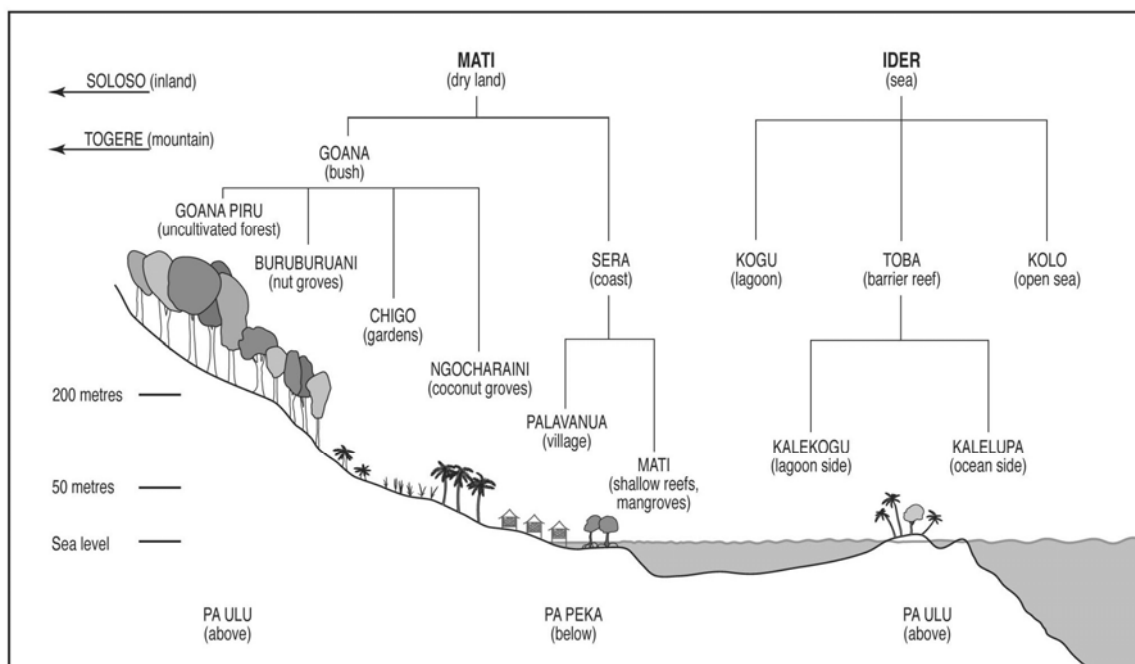 MATI
(dry land)
IDER
(sea)
SOLOSO (inland)
TOGERE (mountain)
GOANA
(bush)
GOANA PIRU
(uncultivated forest)
BURUBURUANI
(nut groves)
CHIGO
(gardens)
NGOCHARAINI
(coconut groves)
SERA
(coast)
PALAVANUA
(village)
MATI
(shallow reefs,
mangroves)
KOGU
(lagoon)
TOBA
(barrier reef)
KOLO
(open sea)
KALEKOGU
(lagoon side)
KALELUPA
(ocean side)
200 metres
50 metres
Sea level
PA ULU
(above)
PA PEKA
(below)
PA ULU
(above)